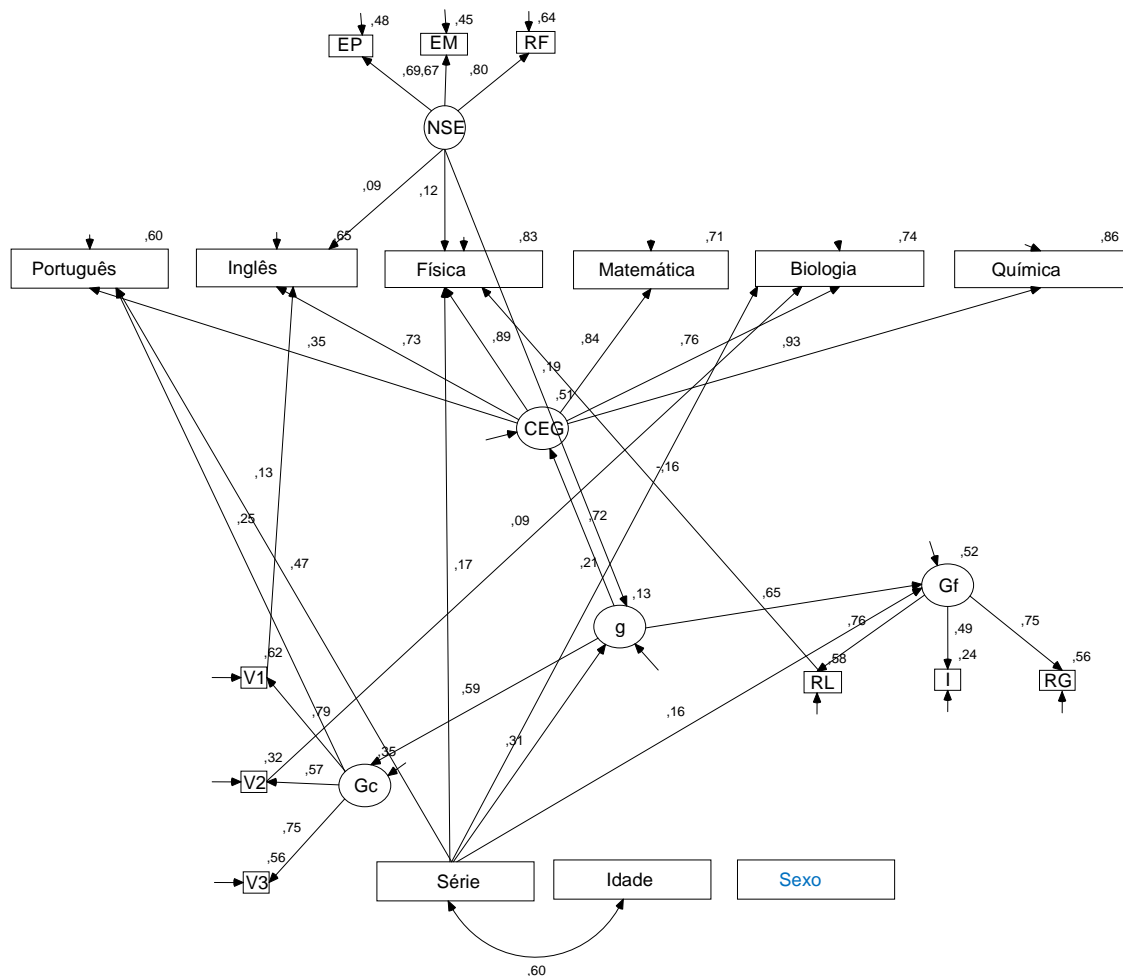 ,48
,45
,64
EP
EM
RF
,69
,67
,80
NSE
,09
,12
,60
,65
,83
,71
,74
,86
Português
Inglês
Física
Matemática
Biologia
Química
,35
,73
,89
,84
,76
,93
,19
,51
CEG
,13
-,16
,25
,09
,72
,47
,17
,21
,52
Gf
,13
,65
g
,76
,49
,75
,62
,58
,24
,56
V1
RL
I
RG
,59
,79
,16
,31
,32
,57
,35
V2
Gc
,75
,56
V3
Série
Idade
Sexo
,60